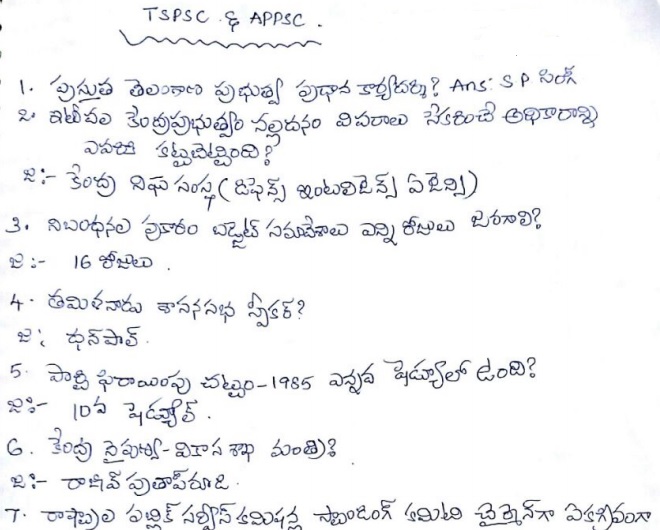 TSPSC & APPSC.
1. ప్రస్తుత తెలంగాణ ప్రభుత్వ ప్రధాన కార్యదర్శి? Ans: S P సింగ్
2. ఇటీవల కేంద్రప్రభుత్వం నల్లదనం వివరాలు సేకరించే అధికారాన్ని
ఎవరికి కట్టబెట్టింది?
జ:- కేంద్ర నిఘా సంస్థ (డిఫెన్స్ ఇంటలిజెన్స్ ఏజెన్సి)
3. నిబంధనల ప్రకారం బడ్జెట్ సమావేశాలు ఎన్ని రోజులు జరగాలి?
జ:- 16 రోజులు.
4. తమిళనాడు శాసనసభ స్పీకర్?
జ: ధన్‌పాల్.
5. పార్టీ ఫిరాయింపు చట్టం-1985 ఎన్నవ షెడ్యూల్‌లో ఉంది?
జ:- 10వ షెడ్యూల్.
6. కేంద్ర నైపుణ్య-వికాస శాఖ మంత్రి?
జ:- రాజీవ్ ప్రతాప్‌రూడి.
7. రాష్ట్రాల పబ్లిక్ సర్వీస్ కమిషన్ల స్టాండింగ్ కమిటి చైర్మన్‌గా ఏకగ్రీవంగా